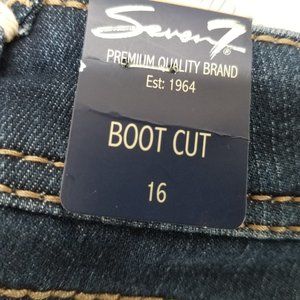 Seven7
PREMIUM QUALITY BRAND
Est: 1964
BOOT CUT
16